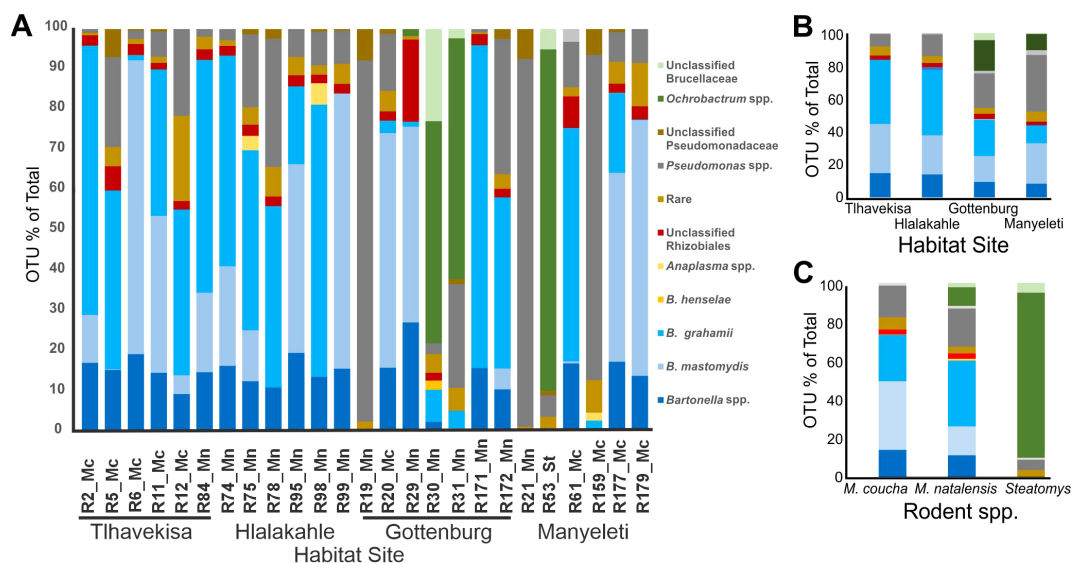 A
OTU % of Total
100
90
80
70
60
50
40
30
20
10
0
R2_Mc
R5_Mc
R6_Mc
R11_Mc
R12_Mc
R84_Mn
R74_Mn
R75_Mn
R78_Mn
R95_Mn
R98_Mn
R99_Mn
R19_Mn
R20_Mc
R29_Mn
R30_Mn
R31_Mn
R171_Mn
R172_Mn
R21_Mn
R53_St
R61_Mc
R159_Mc
R177_Mc
R179_Mc
Tlhavekisa
Hlalakahle
Gottenburg
Manyeleti
Habitat Site
Unclassified
Brucellaceae
Ochrobactrum spp.
Unclassified
Pseudomonadaceae
Pseudomonas spp.
Rare
Unclassified
Rhizobiales
Anaplasma spp.
B. henselae
B. grahamii
B. mastomydis
Bartonella spp.
B
OTU % of Total
100
80
60
40
20
0
Tlhavekisa
Hlalakahle
Gottenburg
Manyeleti
Habitat Site
C
OTU % of Total
100
80
60
40
20
0
M. coucha
M. natalensis
Steatomys
Rodent spp.